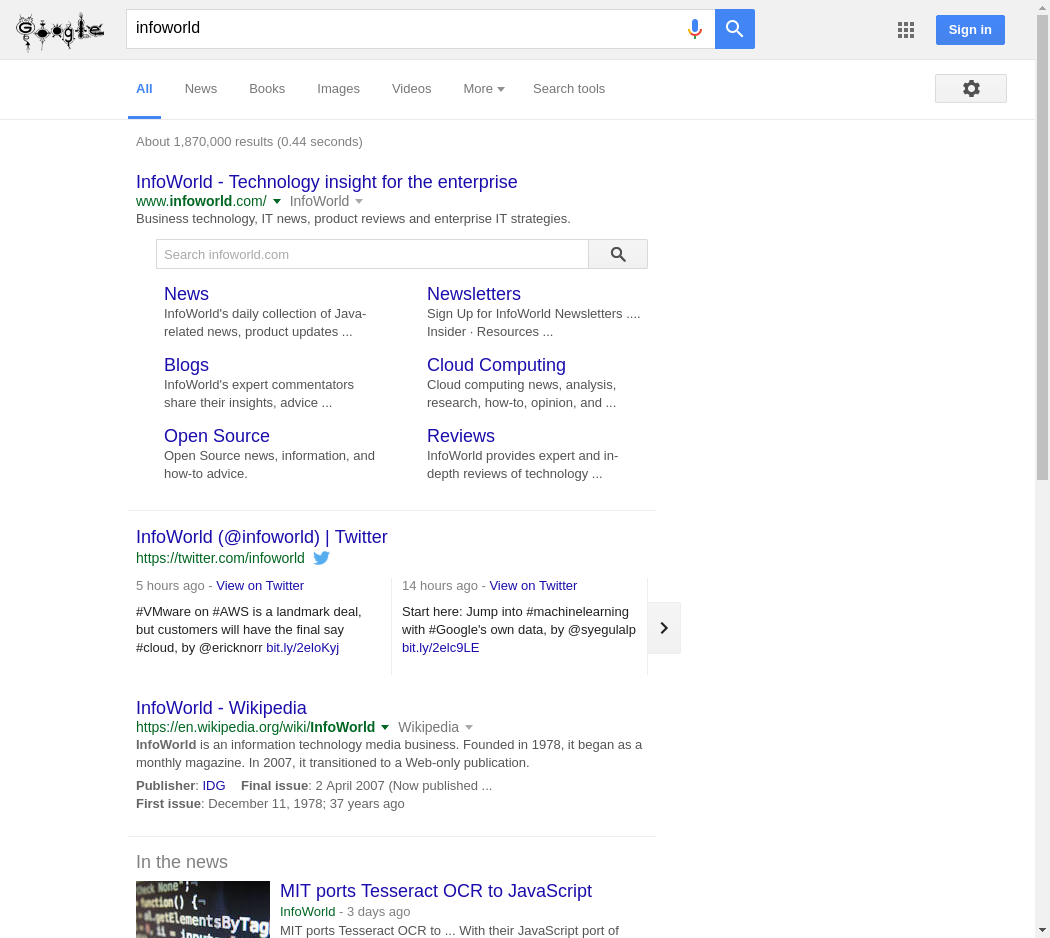 Google
infoworld
Sign in
All News Books Images Videos More Search tools
About 1,870,000 results (0.44 seconds)
InfoWorld - Technology insight for the enterprise
www.infoworld.com/ InfoWorld
Business technology, IT news, product reviews and enterprise IT strategies.
Search infoworld.com
News
InfoWorld's daily collection of Java-
related news, product updates ...
Newsletters
Sign Up for InfoWorld Newsletters ....
Insider · Resources ...
Blogs
InfoWorld's expert commentators
share their insights, advice ...
Cloud Computing
Cloud computing news, analysis,
research, how-to, opinion, and ...
Open Source
Open Source news, information, and
how-to advice.
Reviews
InfoWorld provides expert and in-
depth reviews of technology ...
InfoWorld (@infoworld) | Twitter
https://twitter.com/infoworld
5 hours ago - View on Twitter
#VMware on #AWS is a landmark deal,
but customers will have the final say
#cloud, by @ericknorr bit.ly/2eloKyj
14 hours ago - View on Twitter
Start here: Jump into #machinelearning
with #Google's own data, by @syegulalp
bit.ly/2elc9LE
InfoWorld - Wikipedia
https://en.wikipedia.org/wiki/InfoWorld Wikipedia
InfoWorld is an information technology media business. Founded in 1978, it began as a
monthly magazine. In 2007, it transitioned to a Web-only publication.
Publisher: IDG Final issue: 2 April 2007 (Now published ...
First issue: December 11, 1978; 37 years ago
In the news
MIT ports Tesseract OCR to JavaScript
InfoWorld - 3 days ago
MIT ports Tesseract OCR to ... With their JavaScript port of
heck None";
function() {
getElementsByTag